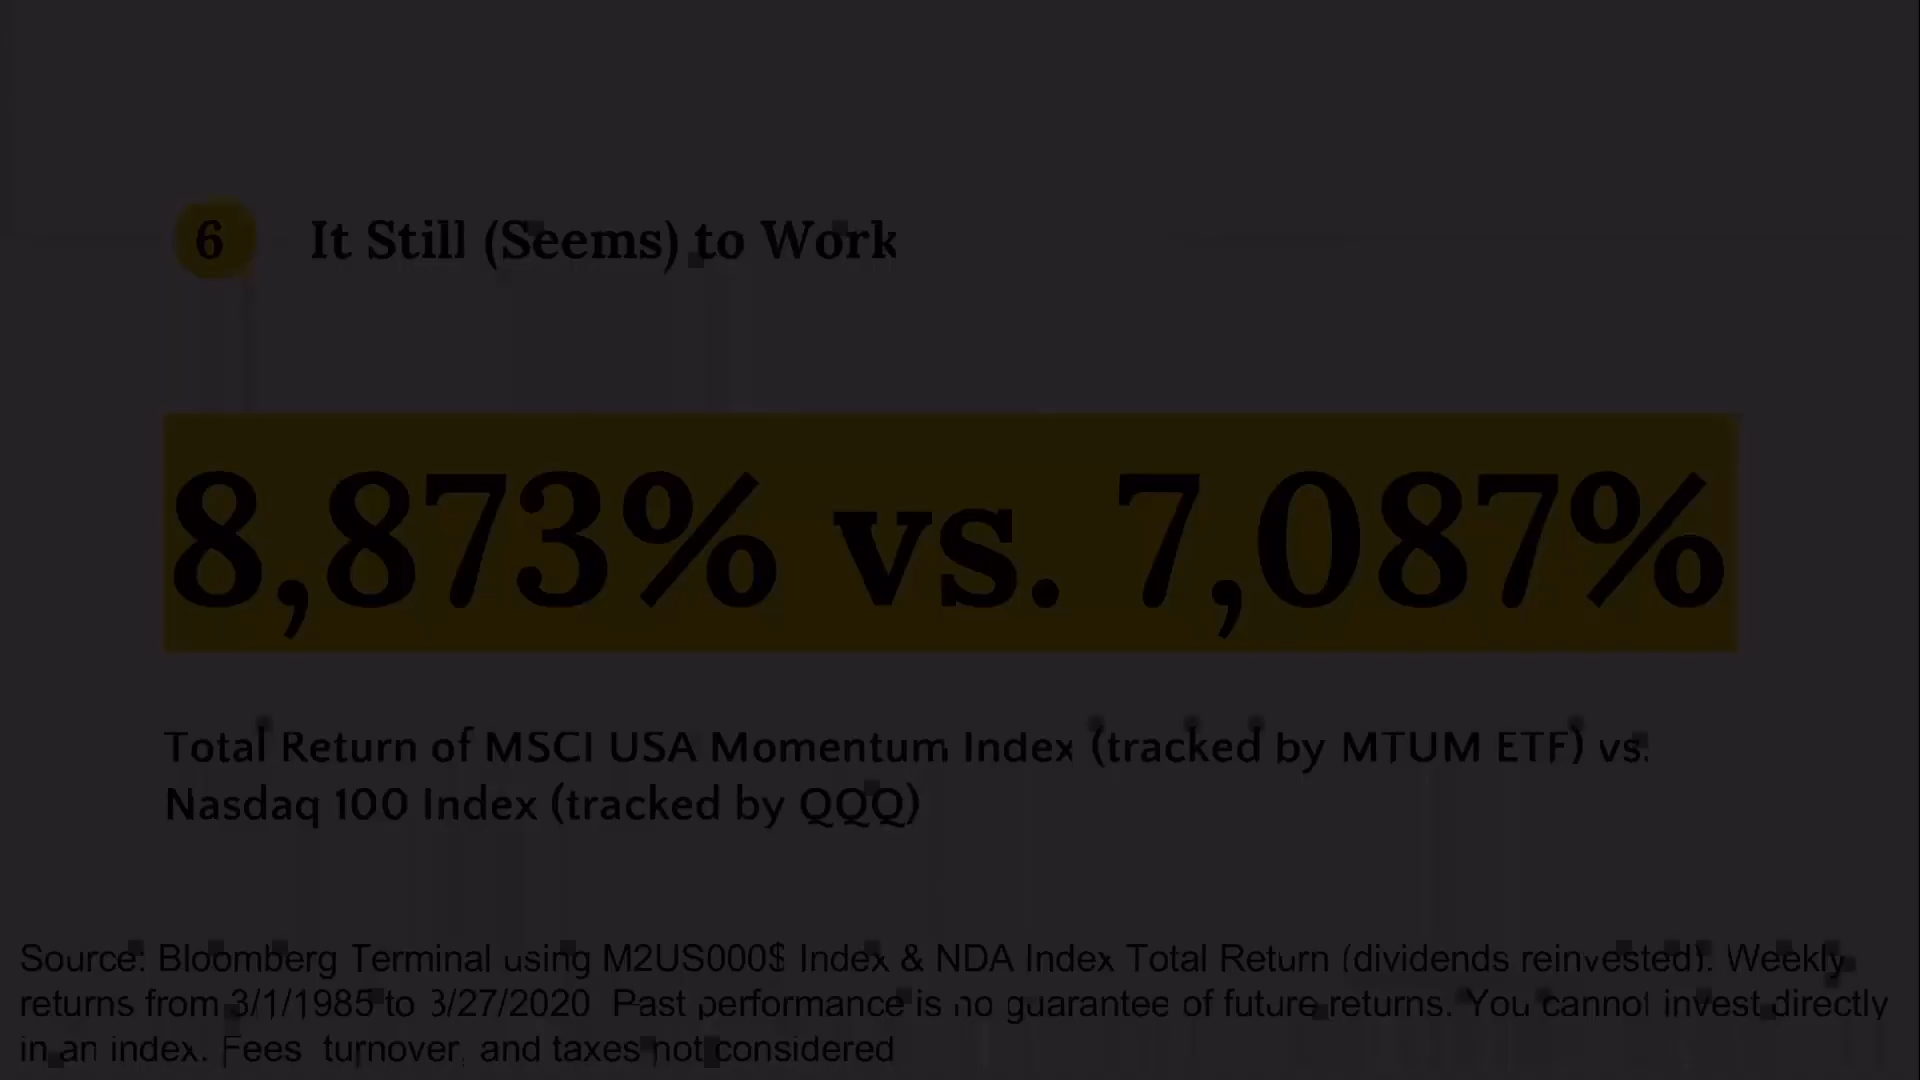 6 It Still (Seems) to Work
8,873% vs. 7,087%
Total Return of MSCI USA Momentum Index (tracked by MTUM ETF) vs.
Nasdaq 100 Index (tracked by QQQ)
Source: Bloomberg Terminal using M2US000$ Index & NDA Index Total Return (dividends reinvested). Weekly
returns from 3/1/1985 to 3/27/2020 Past performance is no guarantee of future returns. You cannot invest directly
in an index. Fees turnover, and taxes not considered